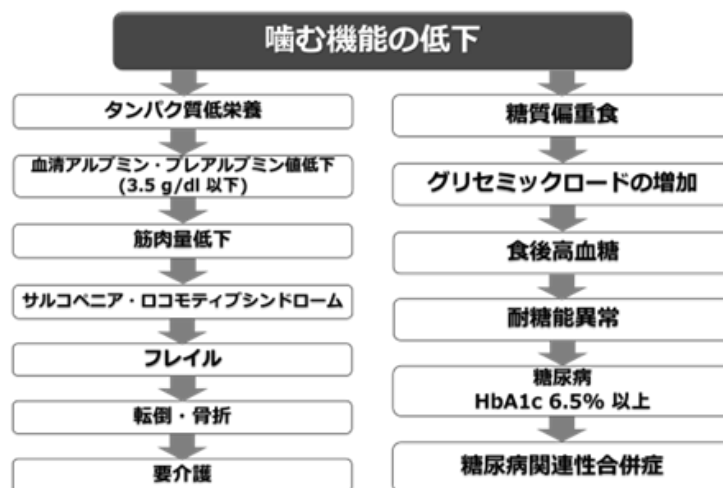 噛む機能の低下
タンパク質低栄養
血清アルブミン・プレアルブミン値低下
(3.5 g/dl 以下)
筋肉量低下
サルコペニア・ロコモティブシンドローム
フレイル
転倒・骨折
要介護
糖質偏重食
グリセミックロードの増加
食後高血糖
耐糖能異常
糖尿病
HbA1c 6.5% 以上
糖尿病関連性合併症